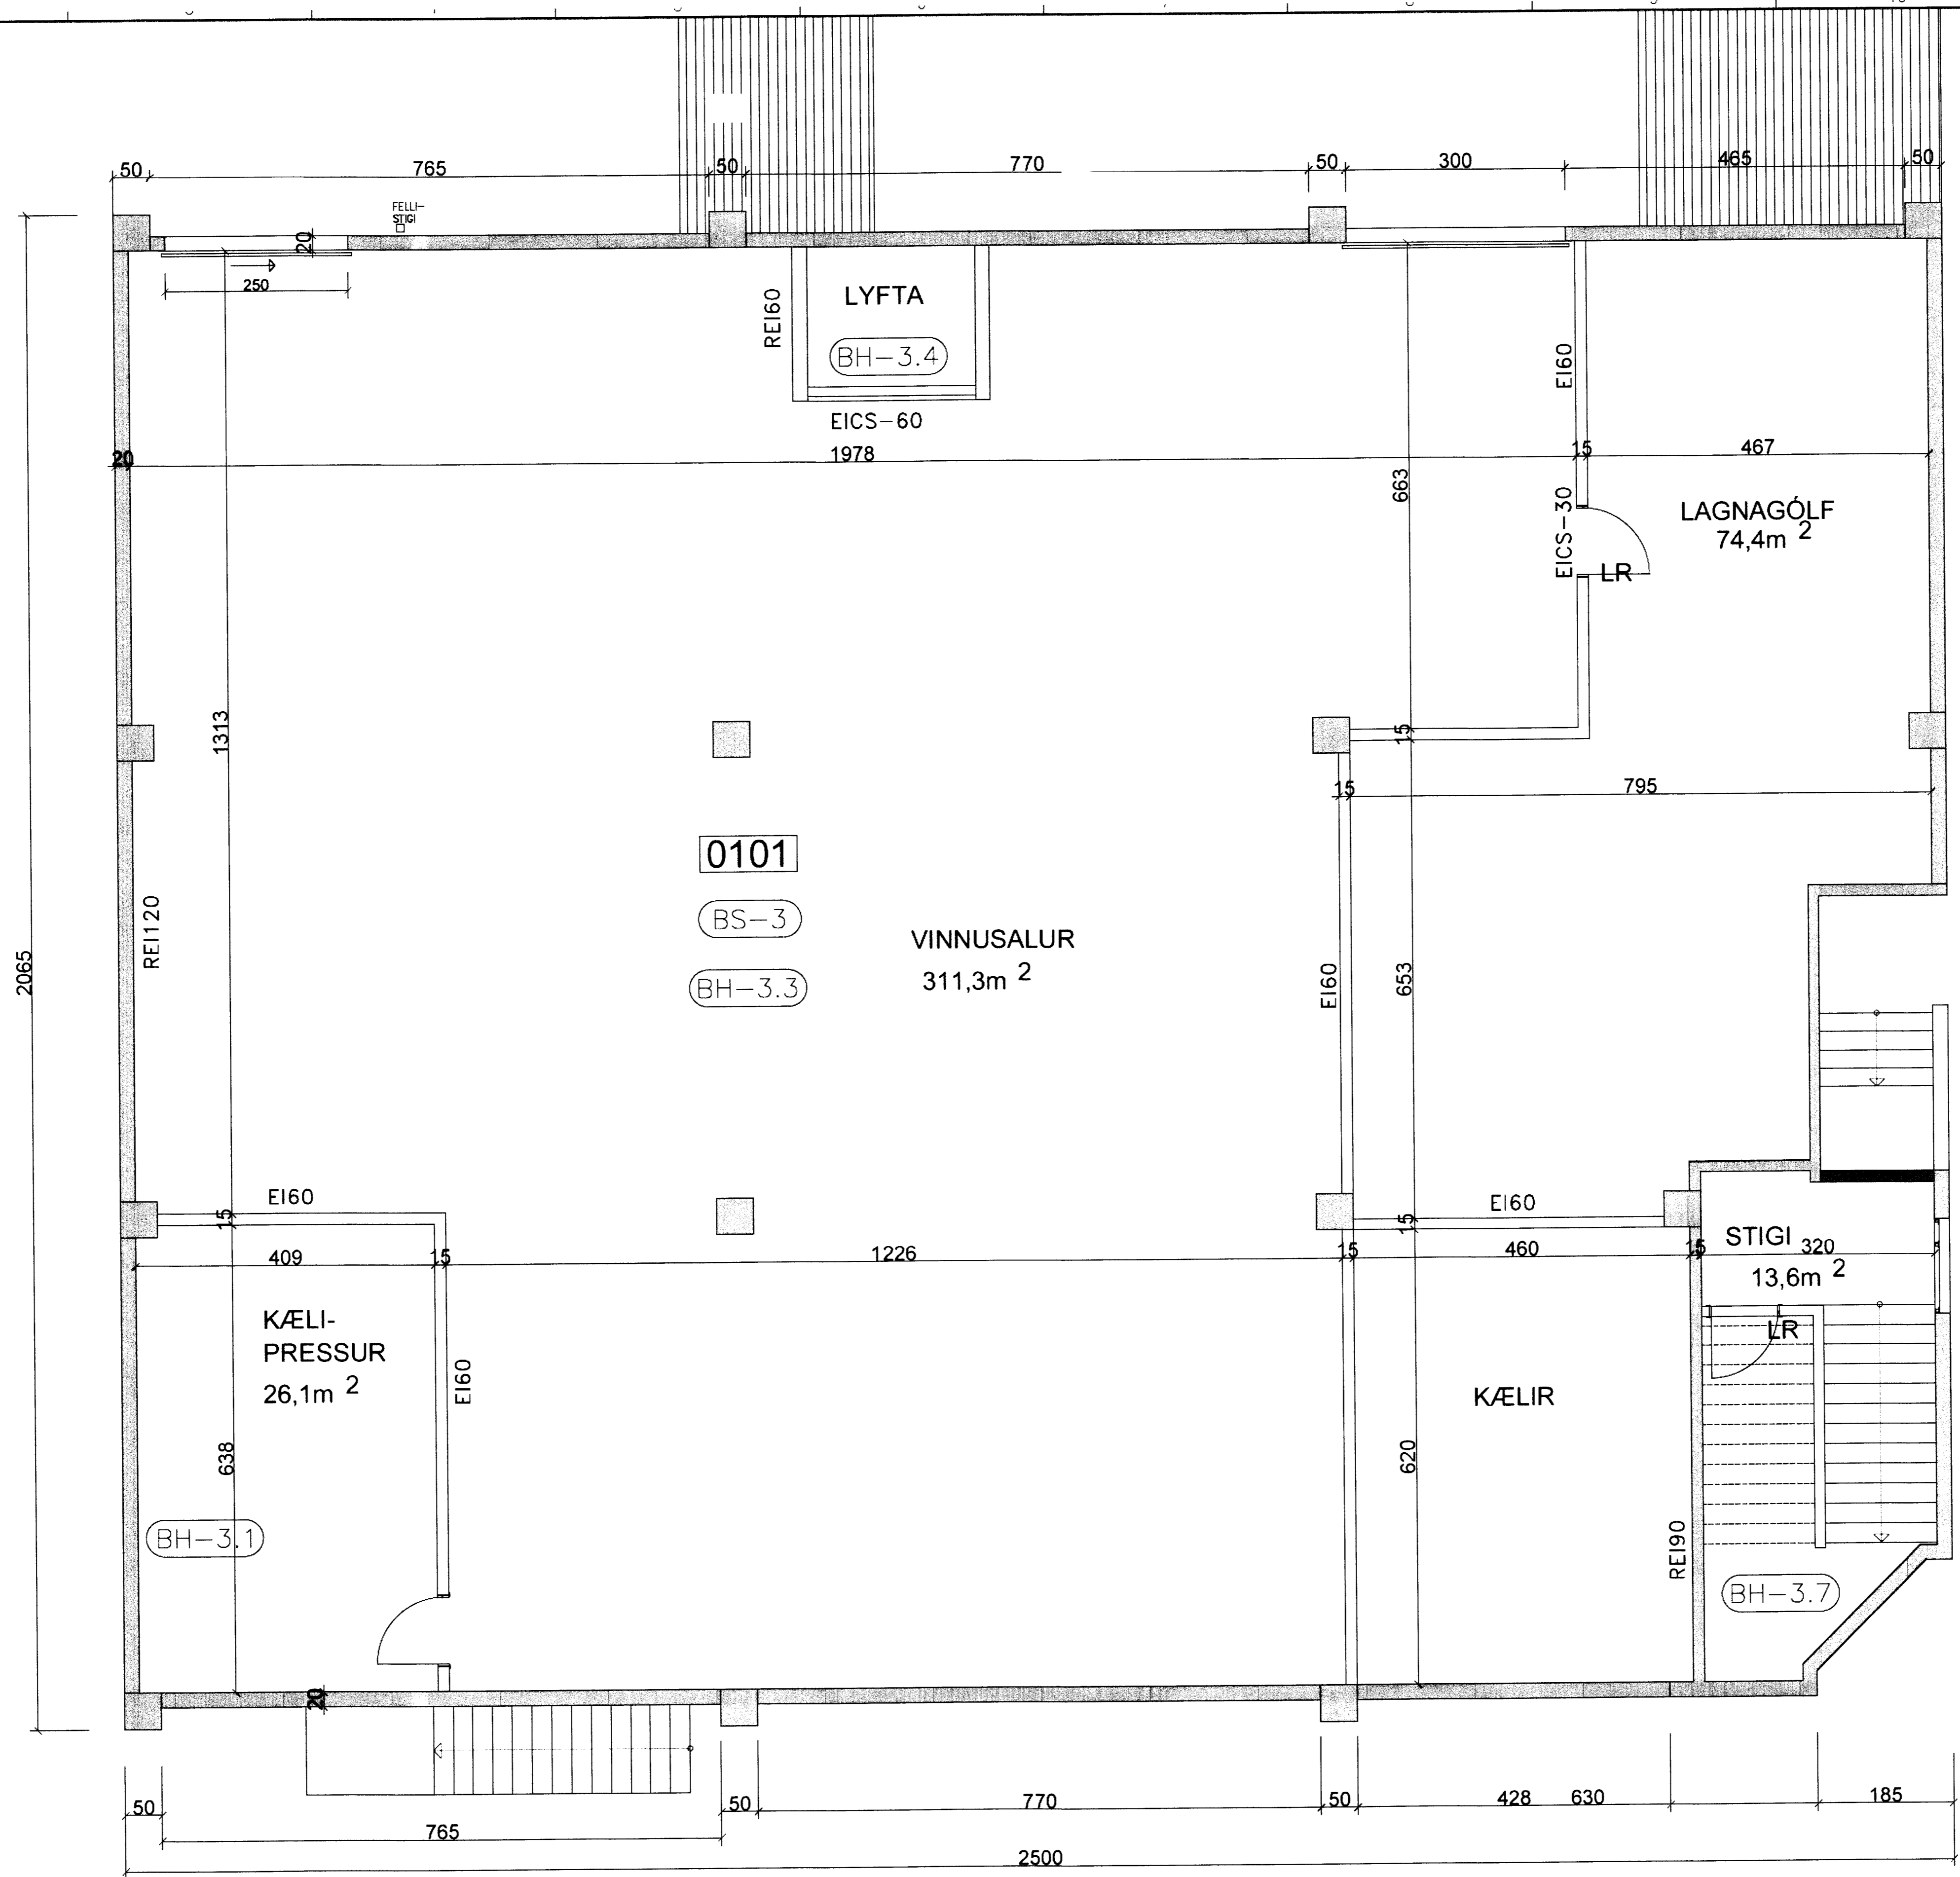 50
765
50
770
50
300
465
50
FELLI-
STIGI
20
250
REI60
LYFTA
BH-3.4
EICS-60
EI60
20
1978
15
467
663
EICS-30
LAGNAGÓLF
74,4m 2
LR
1313
15
15
795
0101
BS-3
BH-3.3
REI120
VINNUSALUR
311,3m 2
EI60
653
2065
EI60
15
EI60
15
409
15
1226
15
460
15
STIGI
320
13,6m 2
LR
KÆLI-
PRESSUR
26,1m 2
EI60
KÆLIR
638
620
BH-3.1
REI90
BH-3.7
20
50
765
50
770
50
428
630
185
2500